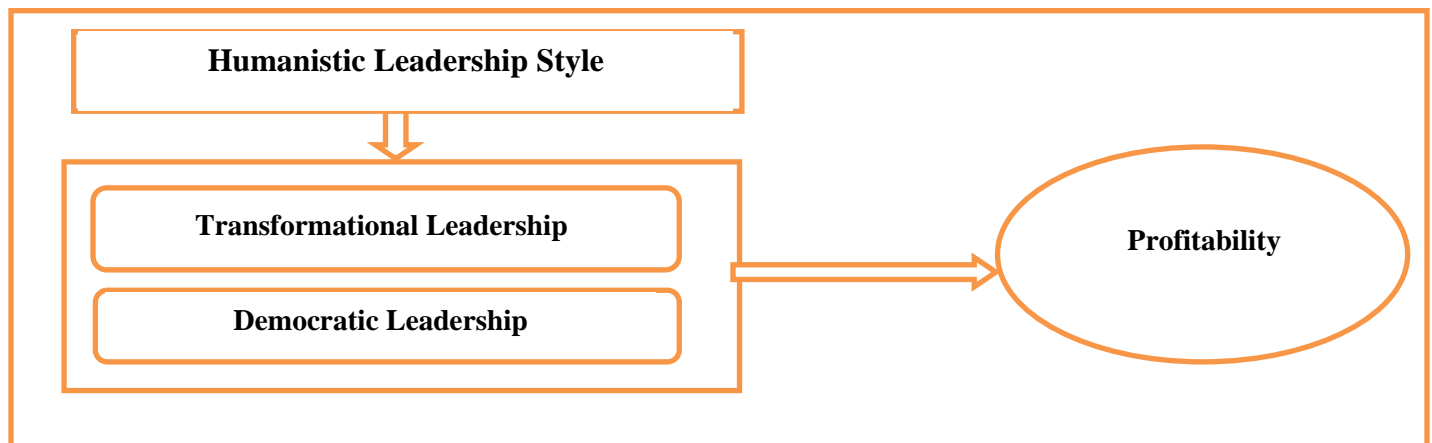 Humanistic Leadership Style
Transformational Leadership
Democratic Leadership
Profitability